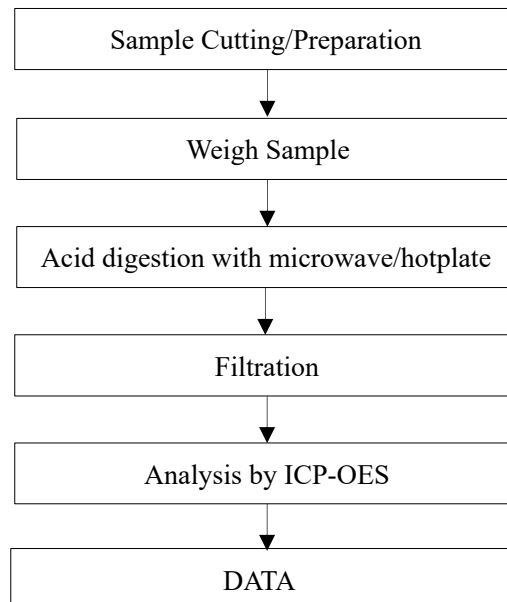 Sample Cutting/Preparation
Weigh Sample
Acid digestion with microwave/hotplate
Filtration
Analysis by ICP-OES
DATA